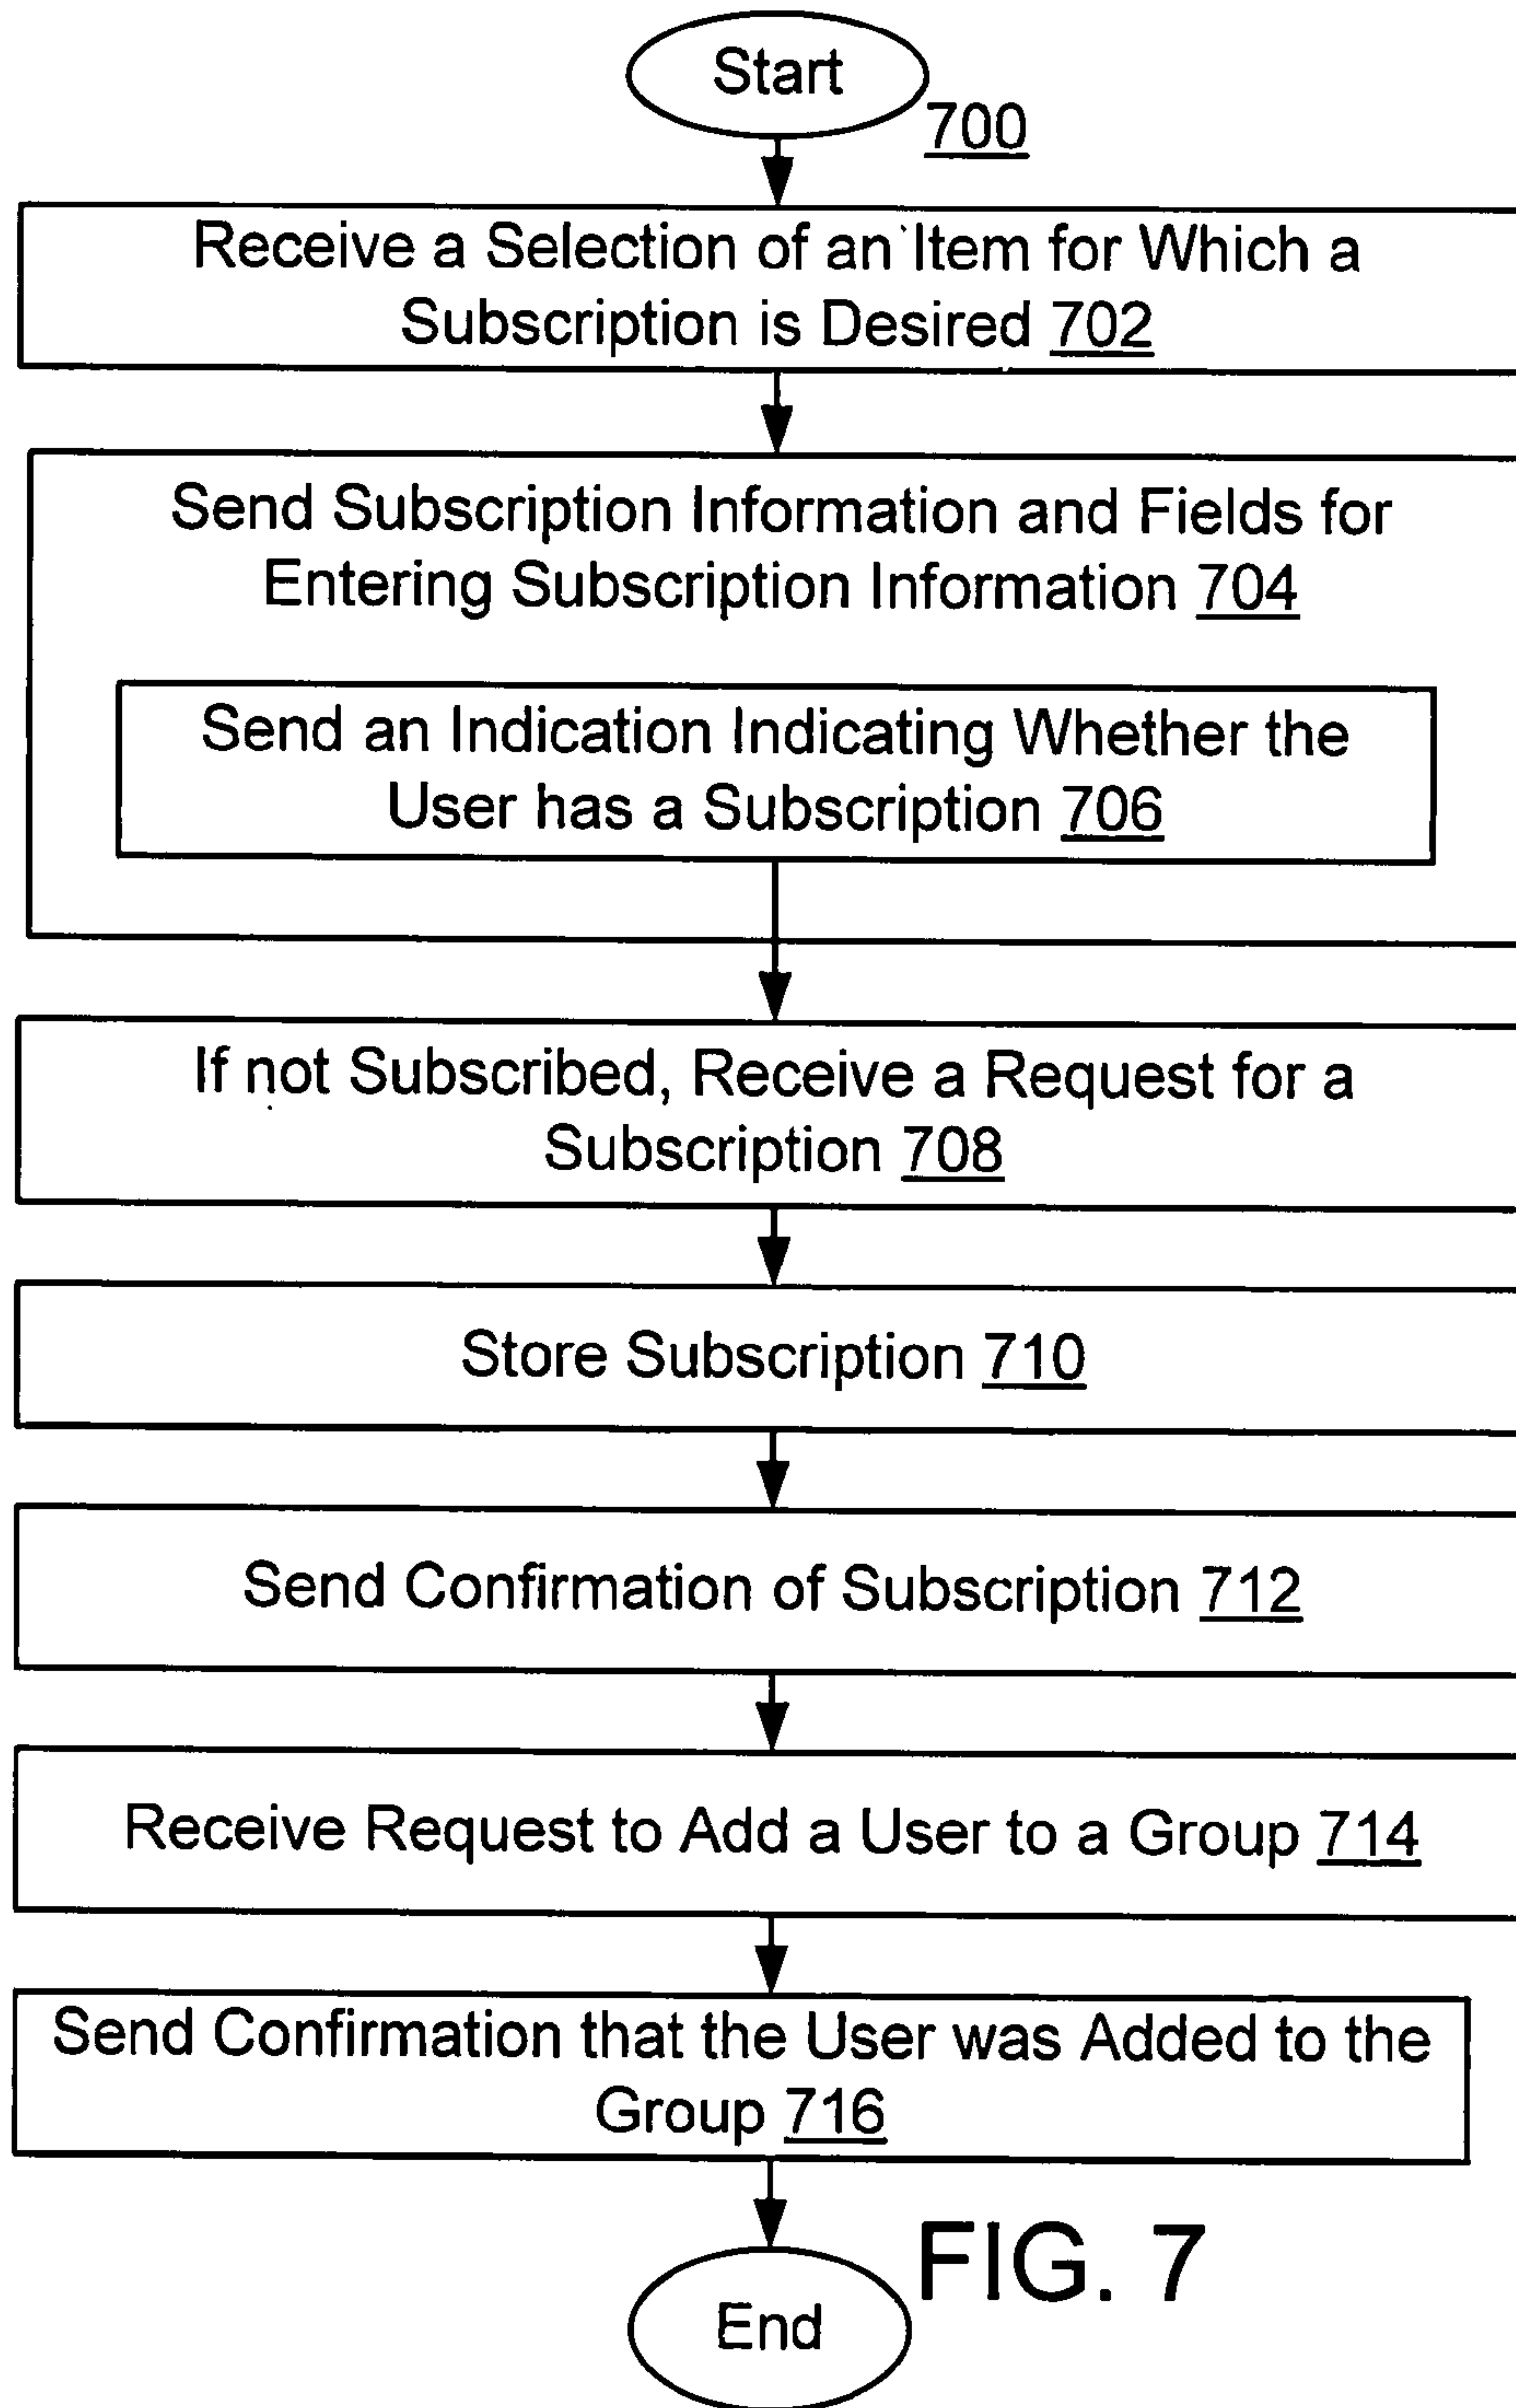 Start
700
Receive a Selection of an Item for Which a
Subscription is Desired 702
Send Subscription Information and Fields for
Entering Subscription Information 704
Send an Indication Indicating Whether the
User has a Subscription 706
If not Subscribed, Receive a Request for a
Subscription 708
Store Subscription 710
Send Confirmation of Subscription 712
Receive Request to Add a User to a Group 714
Send Confirmation that the User was Added to the
Group 716
FIG. 7
End